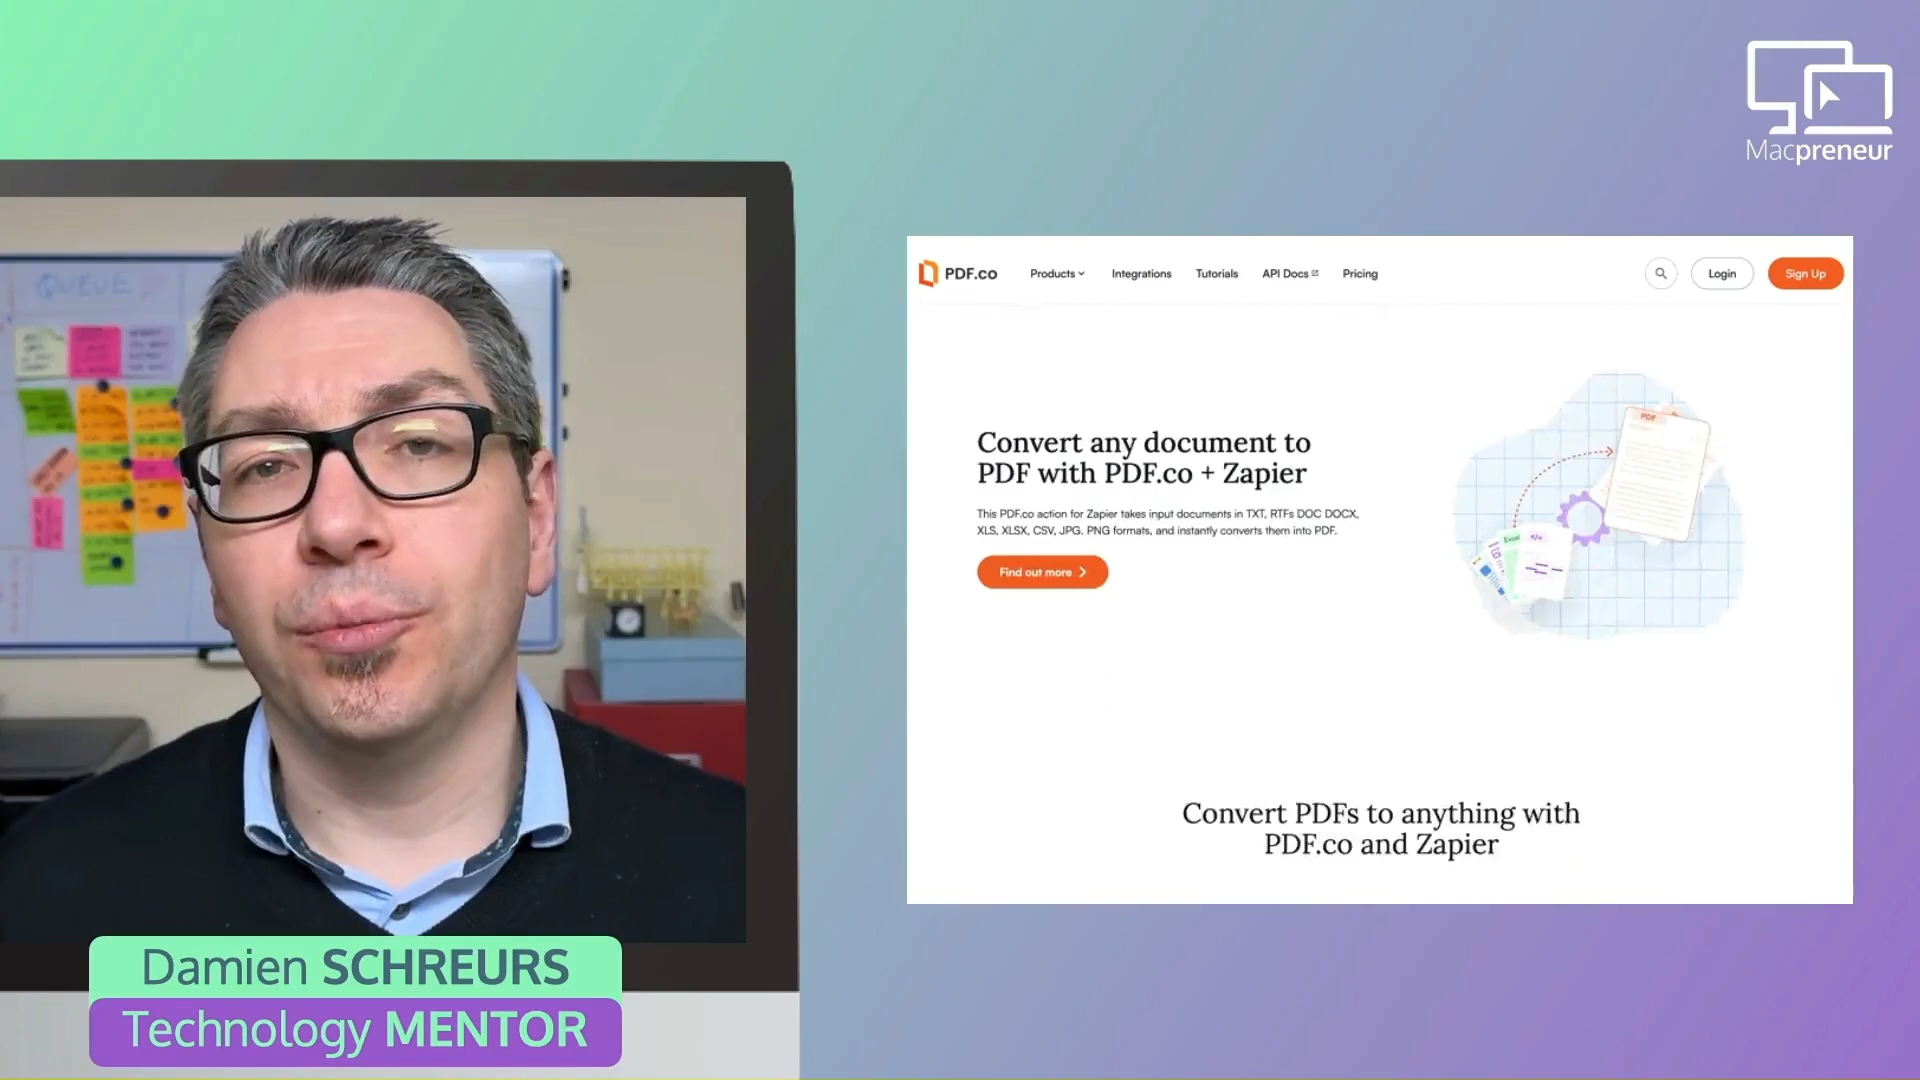 Macpreneur
QUEUE
PDF.co
Products
Integrations
Tutorials
API Docs
Pricing
Login
Sign Up
Convert any document to
PDF with PDF.co + Zapier
This PDF.co action for Zapier takes input documents in TXT, RTFs DOC DOCX,
XLS, XLSX, CSV, JPG. PNG formats, and instantly converts them into PDF.
Find out more
PDF
Excel
Convert PDFs to anything with
PDF.co and Zapier
Damien SCHREURS
Technology MENTOR